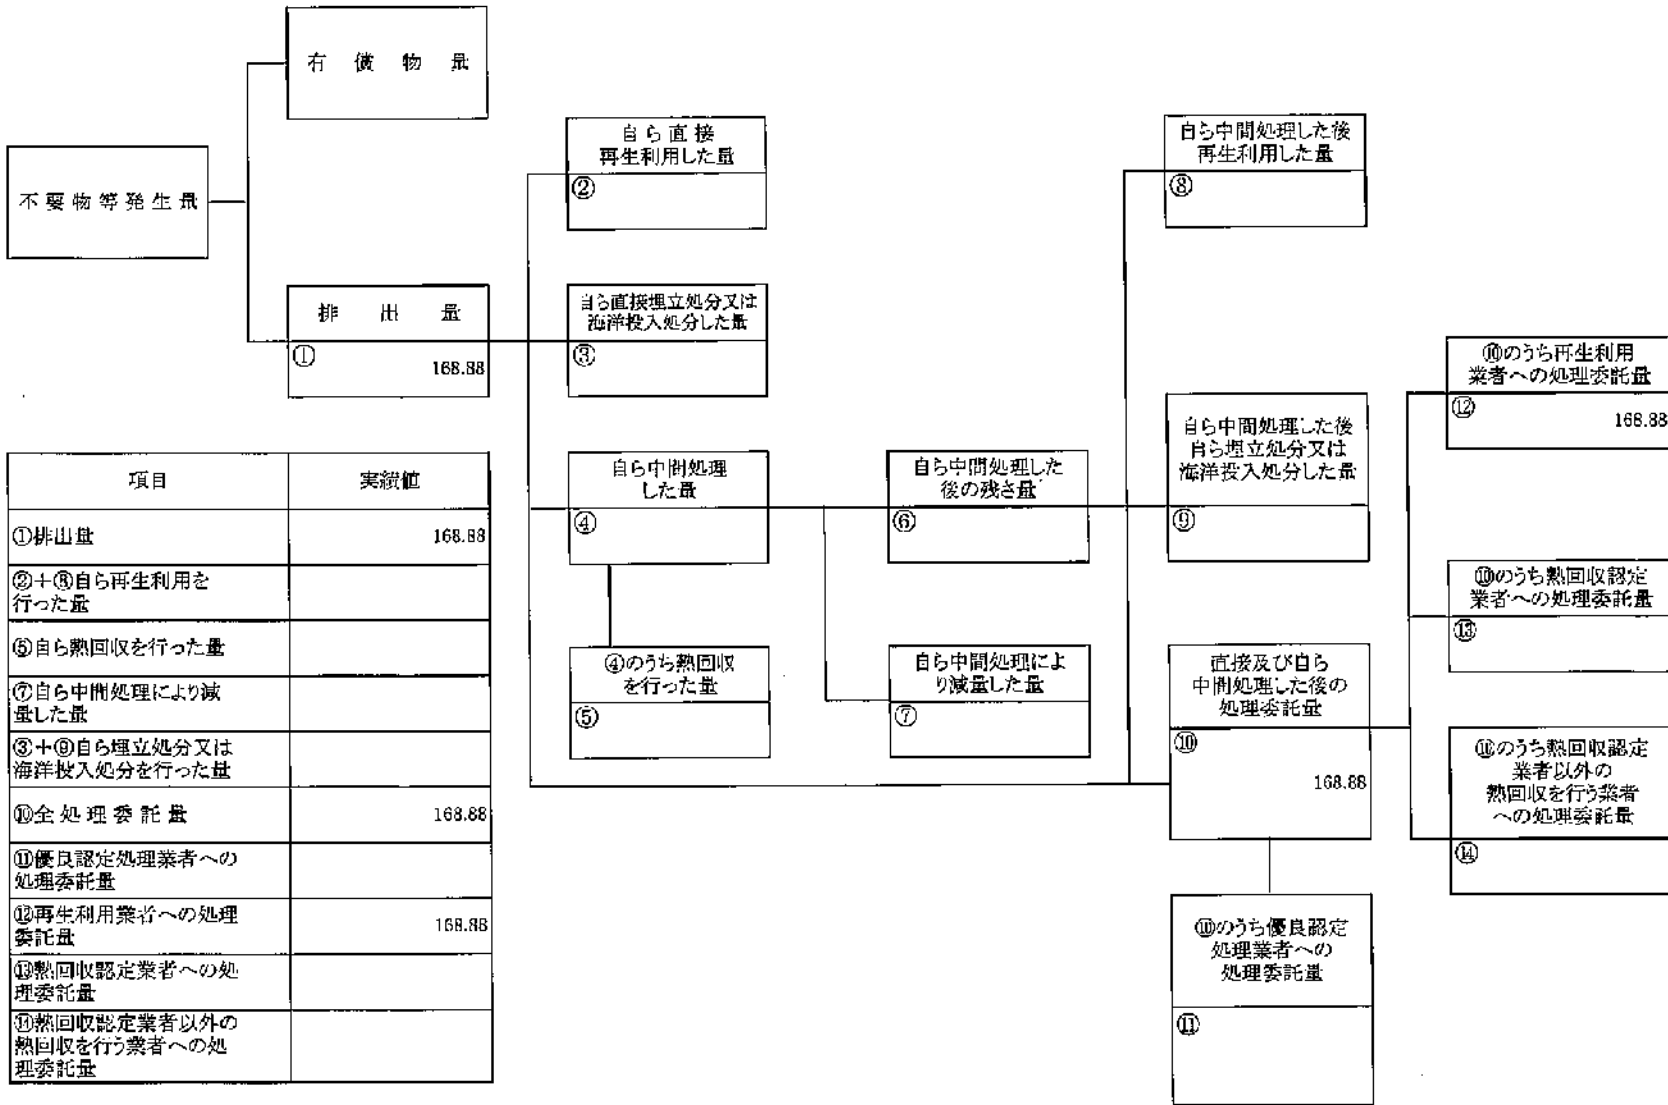 有償物量
不要物等発生量
排出量
①
168.88
自ら直接
再生利用した量
②
自ら直接埋立処分又は
海洋投入処分した量
③
自ら中間処理
した量
④
④のうち熱回収
を行った量
⑤
自ら中間処理した
後の残さ量
⑥
自ら中間処理によ
り減量した量
⑦
自ら中間処理した後
再生利用した量
⑧
自ら中間処理した後
自ら埋立処分又は
海洋投入処分した量
⑨
直接及び自ら
中間処理した後の
処理委託量
⑩
168.88
⑩のうち優良認定
処理業者への
処理委託量
⑪
⑩のうち再生利用
業者への処理委託量
⑫
168.88
⑩のうち熱回収認定
業者への処理委託量
⑬
⑩のうち熱回収認定
業者以外の
熱回収を行う業者
への処理委託量
⑭
項目 実績値
①排出量 168.88
②+⑧自ら再生利用を
行った量
⑤自ら熱回収を行った量
⑦自ら中間処理により減
量した量
③+⑨自ら埋立処分又は
海洋投入処分を行った量
⑩全処理委託量 168.88
⑪優良認定処理業者への
処理委託量
⑫再生利用業者への処理
委託量 168.88
⑬熱回収認定業者への処
理委託量
⑭熱回収認定業者以外の
熱回収を行う業者への処
理委託量